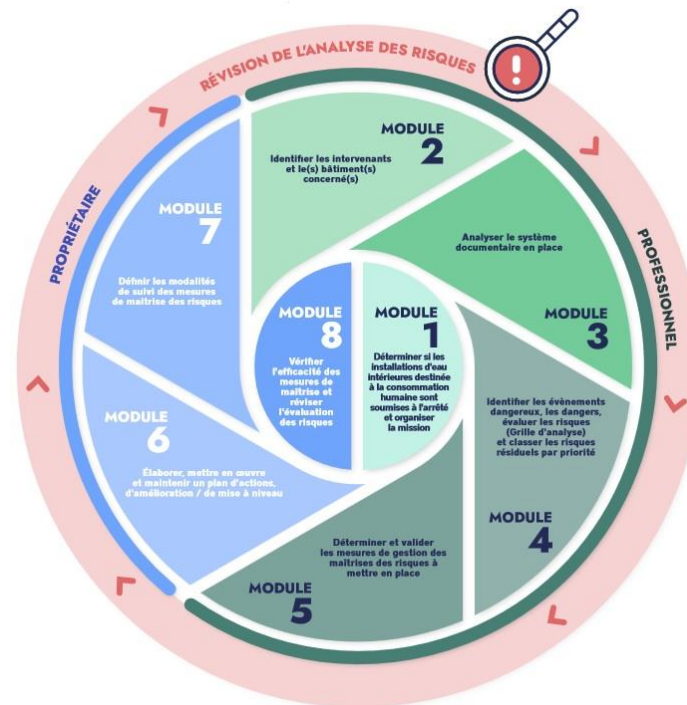 RÉVISION DE L'ANALYSE DES RISQUES
PROPRIÉTAIRE
PROFESSIONNEL
MODULE
1
Déterminer si les
installations d'eau
intérieures destinée
à la consommation
humaine sont
soumises à l'arrêté
et organiser
la mission
MODULE
2
Identifier les intervenants
et le(s) bâtiment(s)
concerné(s)
Analyser le système
documentaire en place
MODULE
3
Identifier les évènements
dangereux, les dangers,
évaluer les risques
(Grille d'analyse)
et classer les risques
résiduels par priorité
MODULE
4
Déterminer et valider
les mesures de gestion des
maîtrises des risques à
mettre en place
MODULE
5
MODULE
6
Élaborer, mettre en œuvre
et maintenir un plan d'actions,
d'amélioration / de mise à niveau
MODULE
7
Définir les modalités
de suivi des mesures
de maîtrise des risques
MODULE
8
Vérifier
l'efficacité des
mesures de
maîtrise et
réviser
l'évaluation
des risques